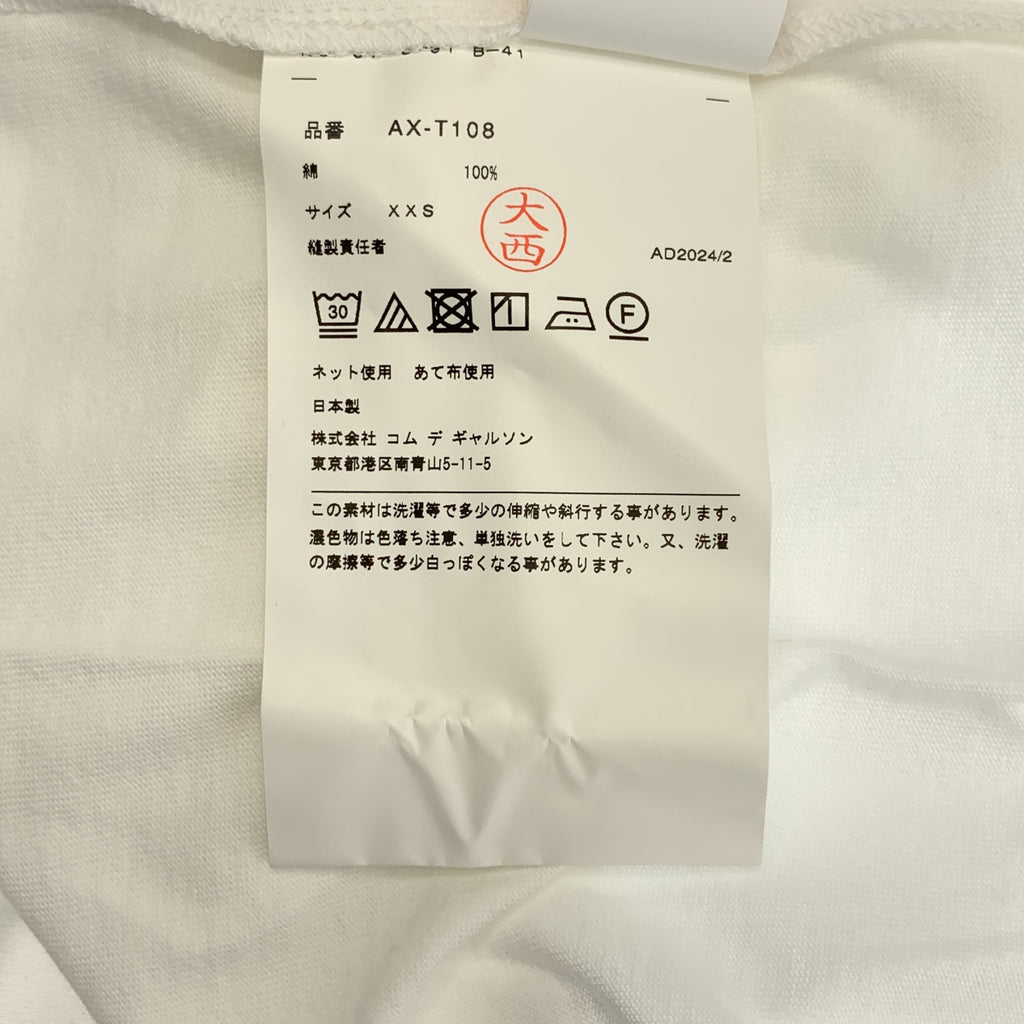 B-41
品番 AX-T108
綿 100%
サイズ XXS
大西
縫製責任者
AD2024/2
30 F
ネット使用 あて布使用
日本製
株式会社 コム デ ギャルソン
東京都港区南青山5-11-5
この素材は洗濯等で多少の伸縮や斜行する事があります。
濃色物は色落ち注意、単独洗いをして下さい。又、洗濯
の摩擦等で多少白っぽくなる事があります。